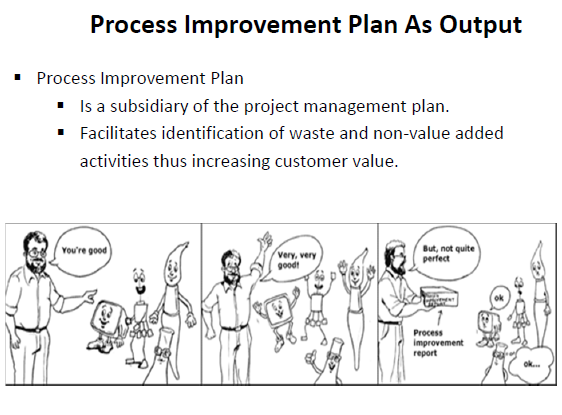 Process Improvement Plan As Output
▪ Process Improvement Plan
▪ Is a subsidiary of the project management plan.
▪ Facilitates identification of waste and non-value added
activities thus increasing customer value.
You're good
Very, very
good!
But, not quite
perfect
Process
improvement
report
ok
ok...